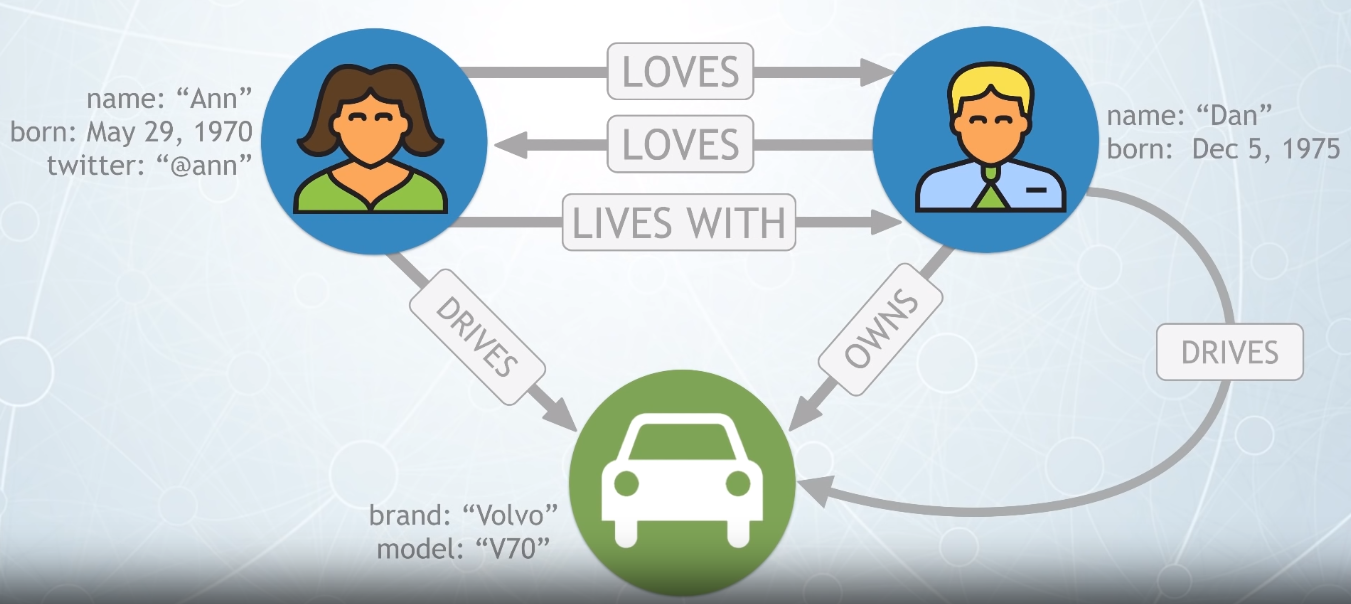 LOVES
name: “Ann”
born: May 29, 1970
twitter: “@ann”
name: “Dan”
born: Dec 5, 1975
LOVES
LIVES WITH
DRIVES
OWNS
DRIVES
brand: “Volvo”
model: “V70”